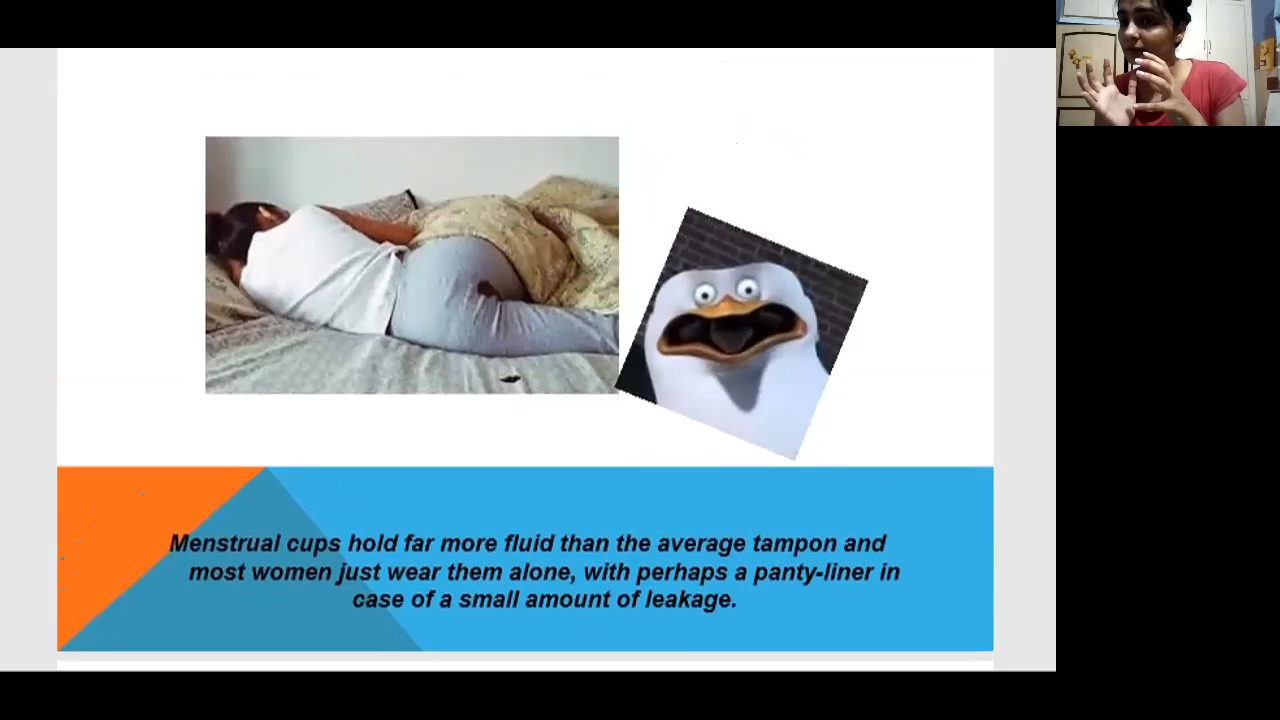 Menstrual cups hold far more fluid than the average tampon and
most women just wear them alone, with perhaps a panty-liner in
case of a small amount of leakage.